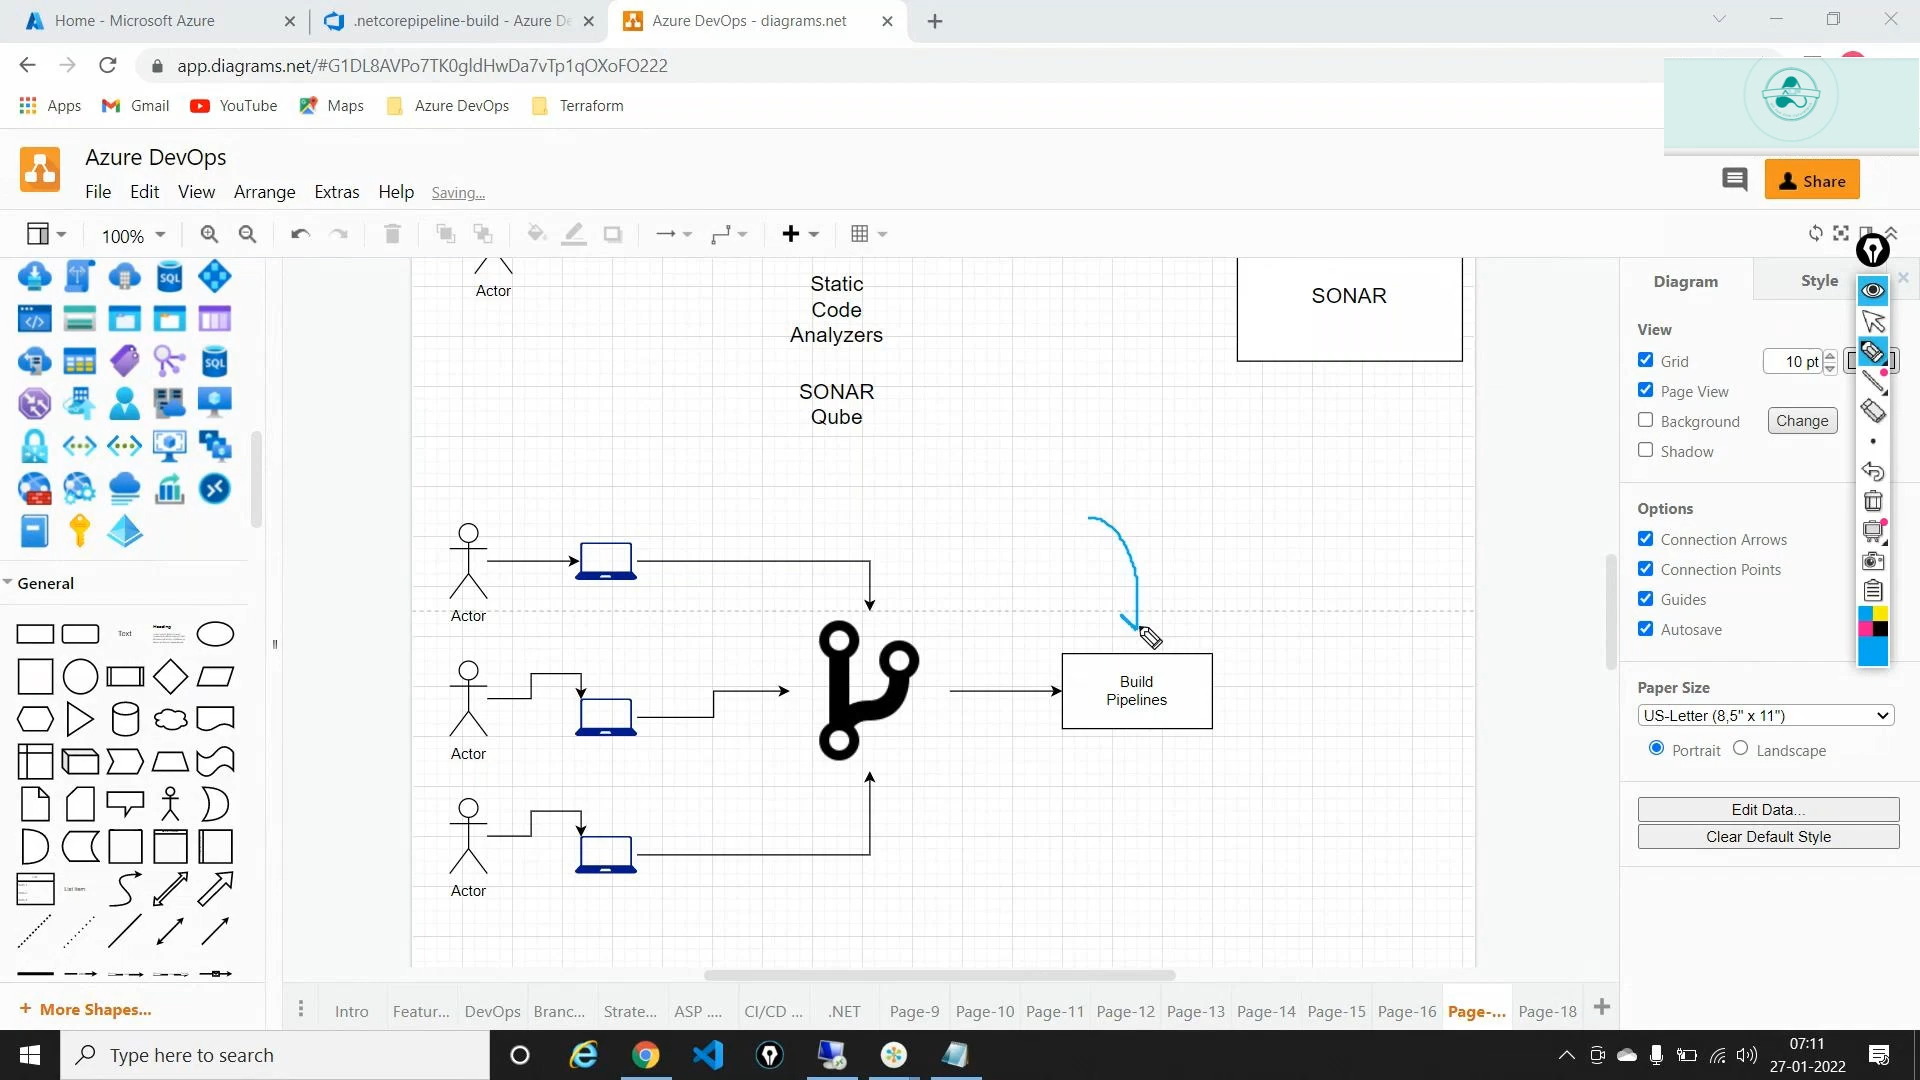 Home - Microsoft Azure
.netcorepipeline-build - Azure De
Azure DevOps - diagrams.net
app.diagrams.net/#G1DL8AVPo7TK0gldHwDa7vTp1qOXoFO222
Apps
Gmail
YouTube
Maps
Azure DevOps
Terraform
Azure DevOps
File
Edit
View
Arrange
Extras
Help
Saving...
Share
100%
Diagram
Style
View
Grid
10 pt
Page View
Background
Change
Shadow
Options
Connection Arrows
Connection Points
Guides
Autosave
Paper Size
US-Letter (8,5" x 11")
Portrait
Landscape
Edit Data...
Clear Default Style
SQL
SQL
General
Text
Heading
List Item
+ More Shapes...
Actor
Static
Code
Analyzers
SONAR
Qube
SONAR
Actor
Actor
Actor
Build
Pipelines
Intro
Featur...
DevOps
Branc...
Strate...
ASP ....
CI/CD ...
.NET
Page-9
Page-10
Page-11
Page-12
Page-13
Page-14
Page-15
Page-16
Page-...
Page-18
Type here to search
07:11
27-01-2022